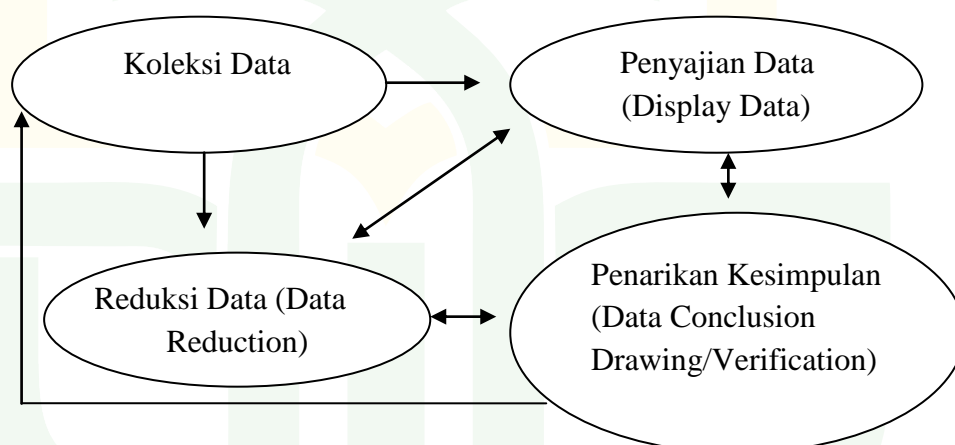 Koleksi Data
Penyajian Data
(Display Data)
Reduksi Data (Data
Reduction)
Penarikan Kesimpulan
(Data Conclusion
Drawing/Verification)